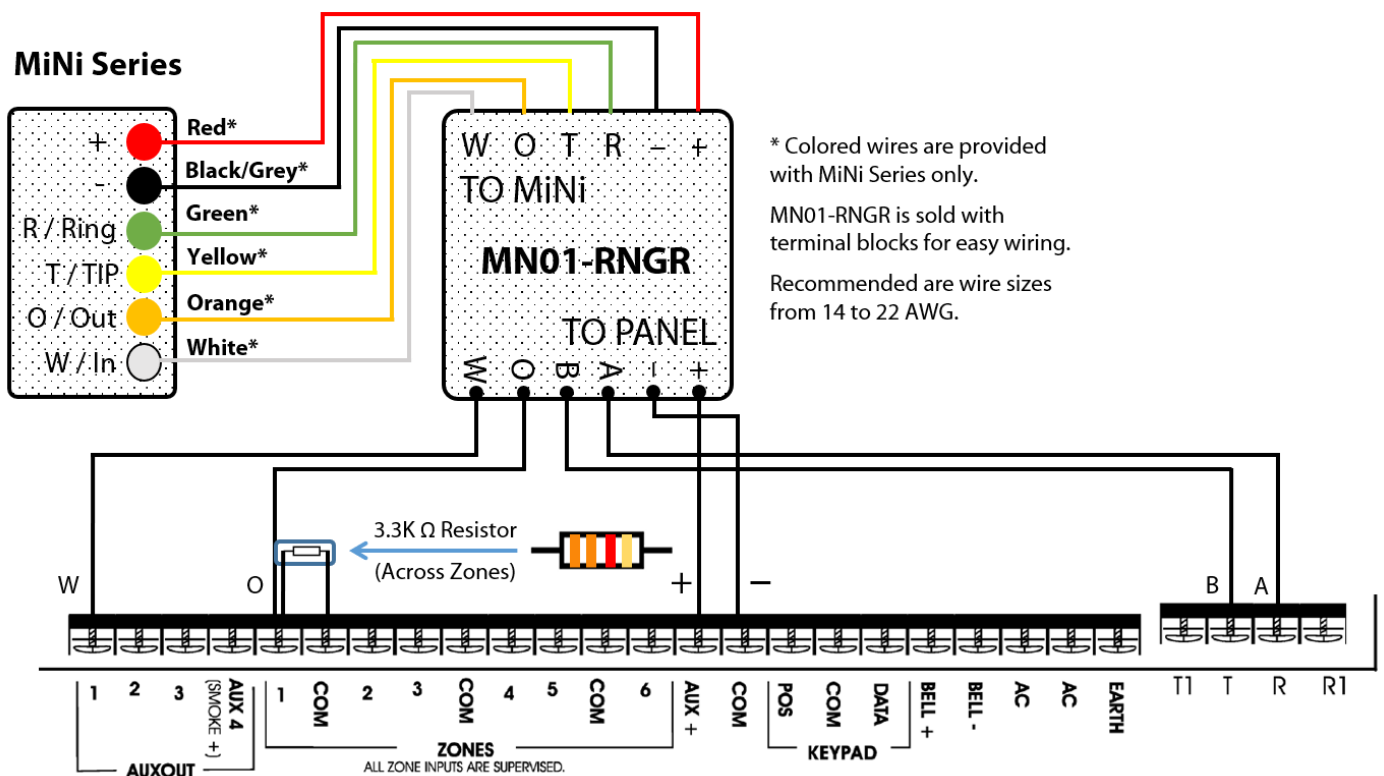 MiNi Series
+
-
R / Ring
T / TIP
O / Out
W / In
Red*
Black/Grey*
Green*
Yellow*
Orange*
White*
W O T R – +
TO MiNi
MN01-RNGR
TO PANEL
W O B A – +
* Colored wires are provided
with MiNi Series only.
MN01-RNGR is sold with
terminal blocks for easy wiring.
Recommended are wire sizes
from 14 to 22 AWG.
3.3K Ω Resistor
(Across Zones)
W
O
+
–
B
A
1 2 3 AUX 4 (SMOKE +)
1 COM 2 3 COM 4 5 COM 6
AUX + COM
POS COM DATA
BELL + BELL - AC AC EARTH
T1 T R R1
AUXOUT
ZONES
ALL ZONE INPUTS ARE SUPERVISED.
KEYPAD